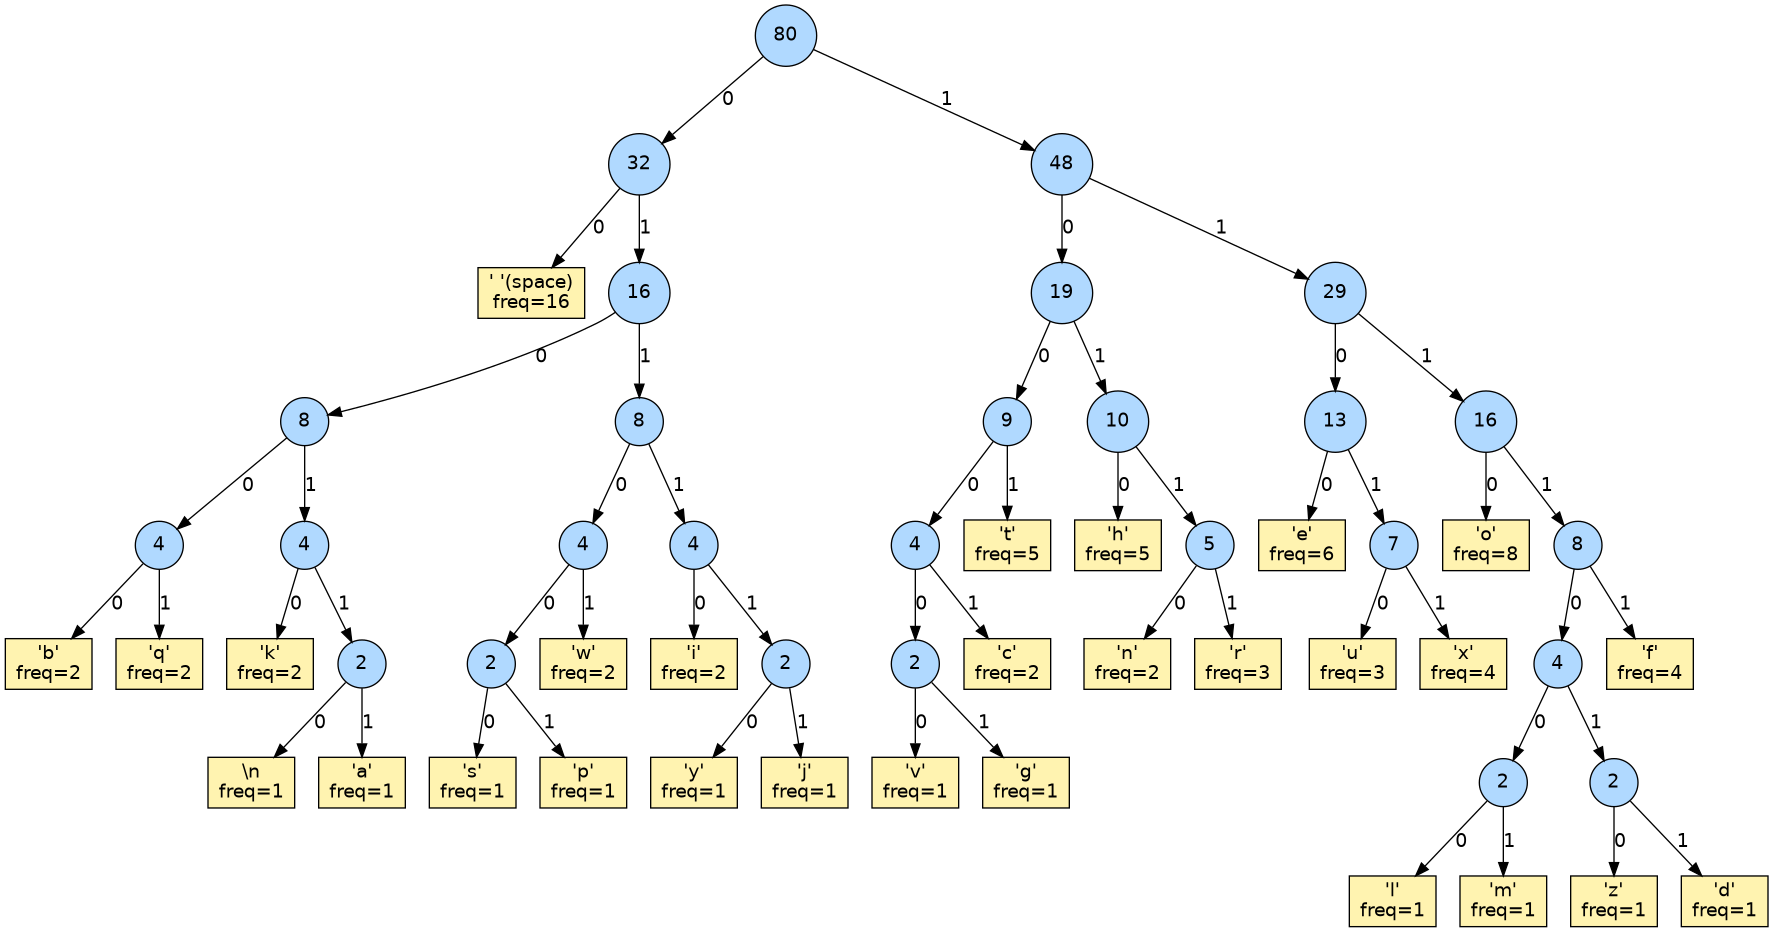 80
0
1
32
48
0
1
0
1
' '(space)
freq=16
16
19
29
0
1
0
1
0
1
8
8
9
10
13
16
0
1
0
1
0
1
0
1
0
1
0
1
4
4
4
4
4
't'
freq=5
'h'
freq=5
5
'e'
freq=6
7
'o'
freq=8
8
0
1
0
1
0
1
0
1
0
1
0
1
0
1
0
1
'b'
freq=2
'q'
freq=2
'k'
freq=2
2
2
'w'
freq=2
'i'
freq=2
2
2
'c'
freq=2
'n'
freq=2
'r'
freq=3
'u'
freq=3
'x'
freq=4
4
'f'
freq=4
0
1
0
1
0
1
0
1
0
1
\n
freq=1
'a'
freq=1
's'
freq=1
'p'
freq=1
'y'
freq=1
'j'
freq=1
'v'
freq=1
'g'
freq=1
2
2
0
1
0
1
'l'
freq=1
'm'
freq=1
'z'
freq=1
'd'
freq=1